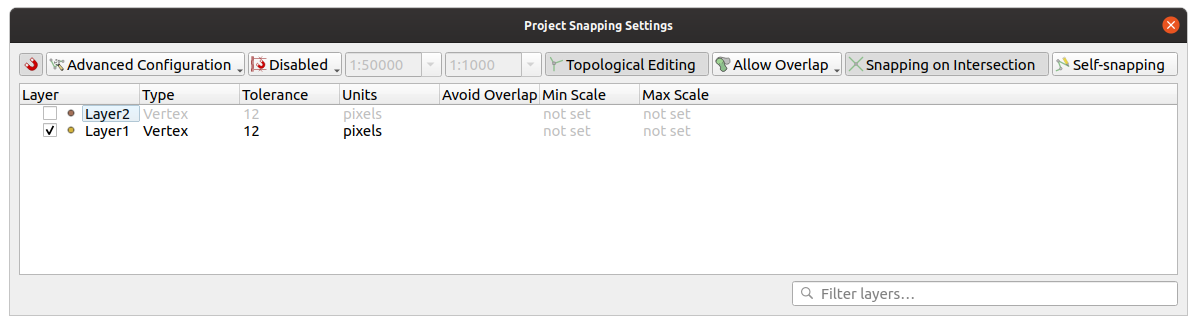 Project Snapping Settings
Advanced Configuration Disabled 1:50000 1:1000 Topological Editing Allow Overlap Snapping on Intersection Self-snapping
Layer Type Tolerance Units Avoid Overlap Min Scale Max Scale
Layer2 Vertex 12 pixels not set not set
Layer1 Vertex 12 pixels not set not set
Filter layers…